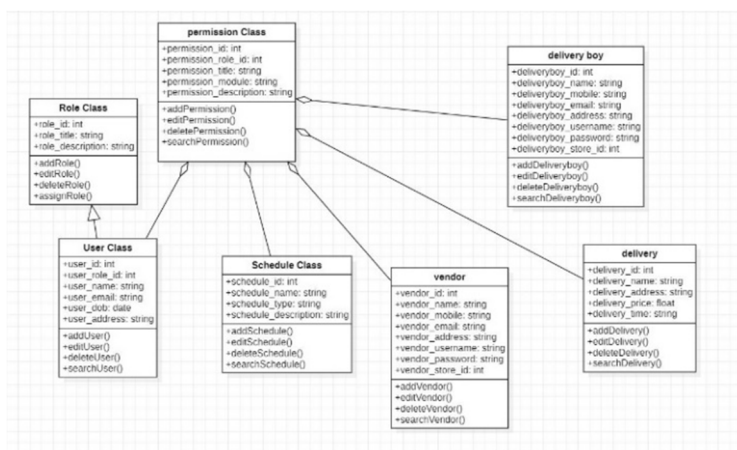 permission Class
+permission_id: int
+permission_role_id: int
+permission_title: string
+permission_module: string
+permission_description: string
+addPermission()
+editPermission()
+deletePermission()
+searchPermission()
delivery boy
+deliveryboy_id: int
+deliveryboy_name: string
+deliveryboy_mobile: string
+deliveryboy_email: string
+deliveryboy_address: string
+deliveryboy_username: string
+deliveryboy_password: string
+deliveryboy_store_id: int
+addDeliveryboy()
+editDeliveryboy()
+deleteDeliveryboy()
+searchDeliveryboy()
Role Class
+role_id: int
+role_title: string
+role_description: string
+addRole()
+editRole()
+deleteRole()
+assignRole()
User Class
+user_id: int
+user_role_id: int
+user_name: string
+user_email: string
+user_dob: date
+user_address: string
+addUser()
+editUser()
+deleteUser()
+searchUser()
Schedule Class
+schedule_id: int
+schedule_name: string
+schedule_type: string
+schedule_description: string
+addSchedule()
+editSchedule()
+deleteSchedule()
+searchSchedule()
vendor
+vendor_id: int
+vendor_name: string
+vendor_mobile: string
+vendor_email: string
+vendor_address: string
+vendor_username: string
+vendor_password: string
+vendor_store_id: int
+addVendor()
+editVendor()
+deleteVendor()
+searchVendor()
delivery
+delivery_id: int
+delivery_name: string
+delivery_address: string
+delivery_price: float
+delivery_time: string
+addDelivery()
+editDelivery()
+deleteDelivery()
+searchDelivery()